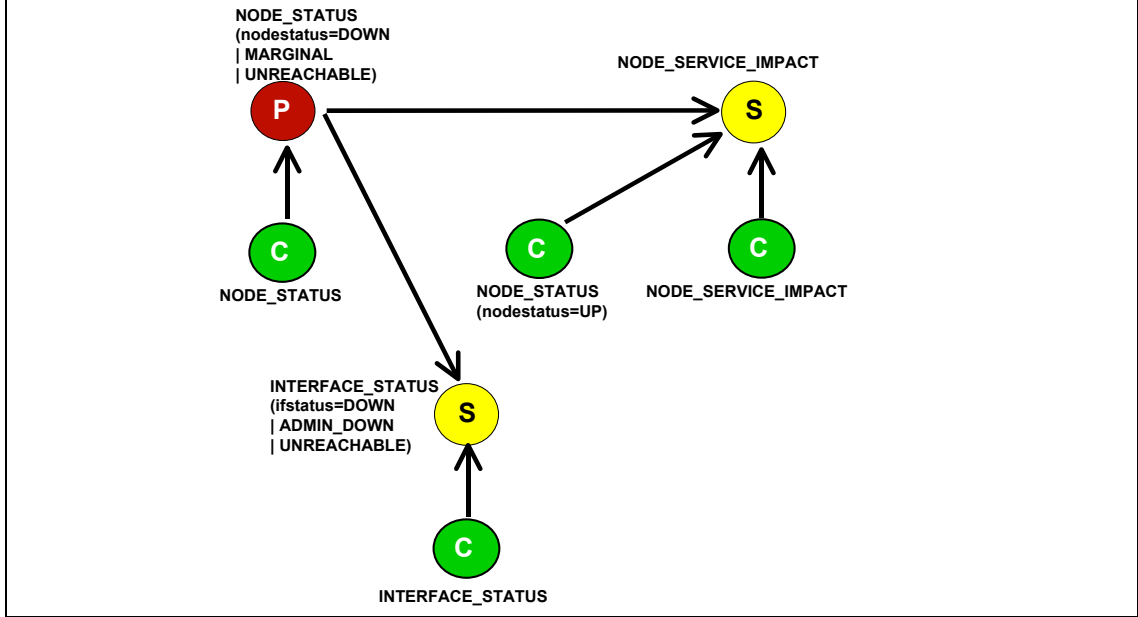 NODE_STATUS
(nodestatus=DOWN
| MARGINAL
| UNREACHABLE)
NODE_SERVICE_IMPACT
P
S
C
C
C
NODE_STATUS
NODE_STATUS
(nodestatus=UP)
NODE_SERVICE_IMPACT
INTERFACE_STATUS
(ifstatus=DOWN
| ADMIN_DOWN
| UNREACHABLE)
S
C
INTERFACE_STATUS